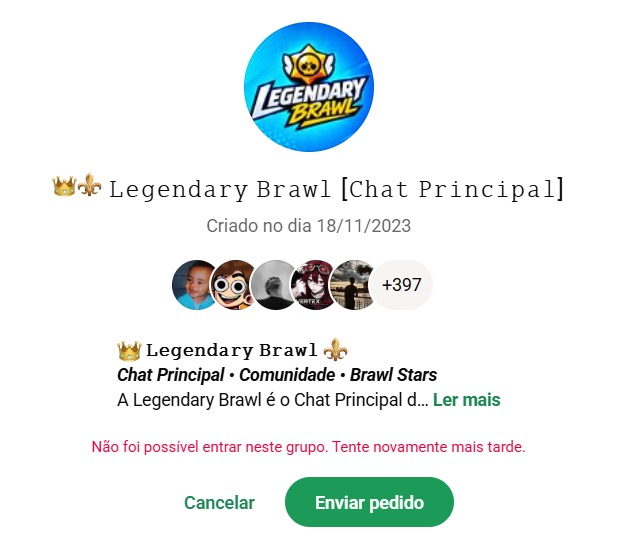 LEGENDARY
BRAWL
👑⚜️ Legendary Brawl [Chat Principal]
Criado no dia 18/11/2023
VERTEX
+397
👑 Legendary Brawl ⚜️
Chat Principal • Comunidade • Brawl Stars
A Legendary Brawl é o Chat Principal d... Ler mais
Não foi possível entrar neste grupo. Tente novamente mais tarde.
Cancelar
Enviar pedido